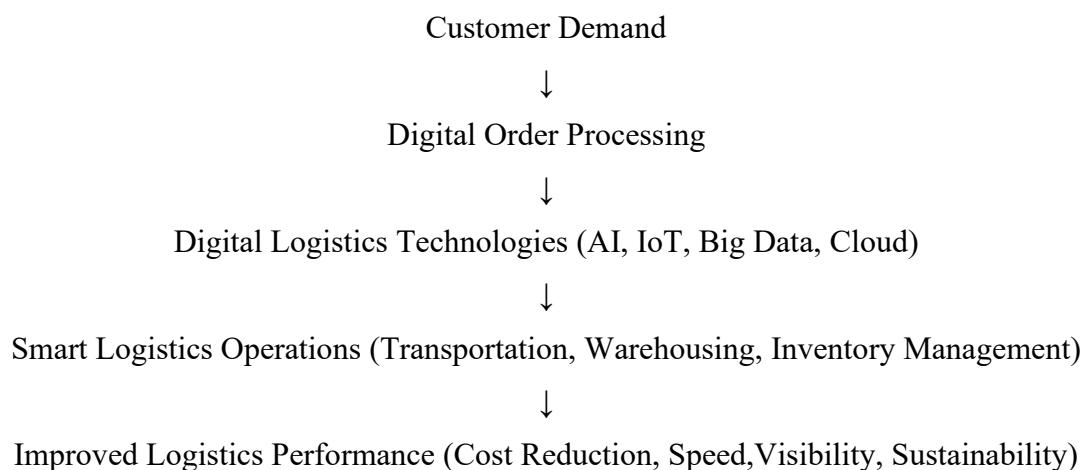 Customer Demand
↓
Digital Order Processing
↓
Digital Logistics Technologies (AI, IoT, Big Data, Cloud)
↓
Smart Logistics Operations (Transportation, Warehousing, Inventory Management)
↓
Improved Logistics Performance (Cost Reduction, Speed,Visibility, Sustainability)